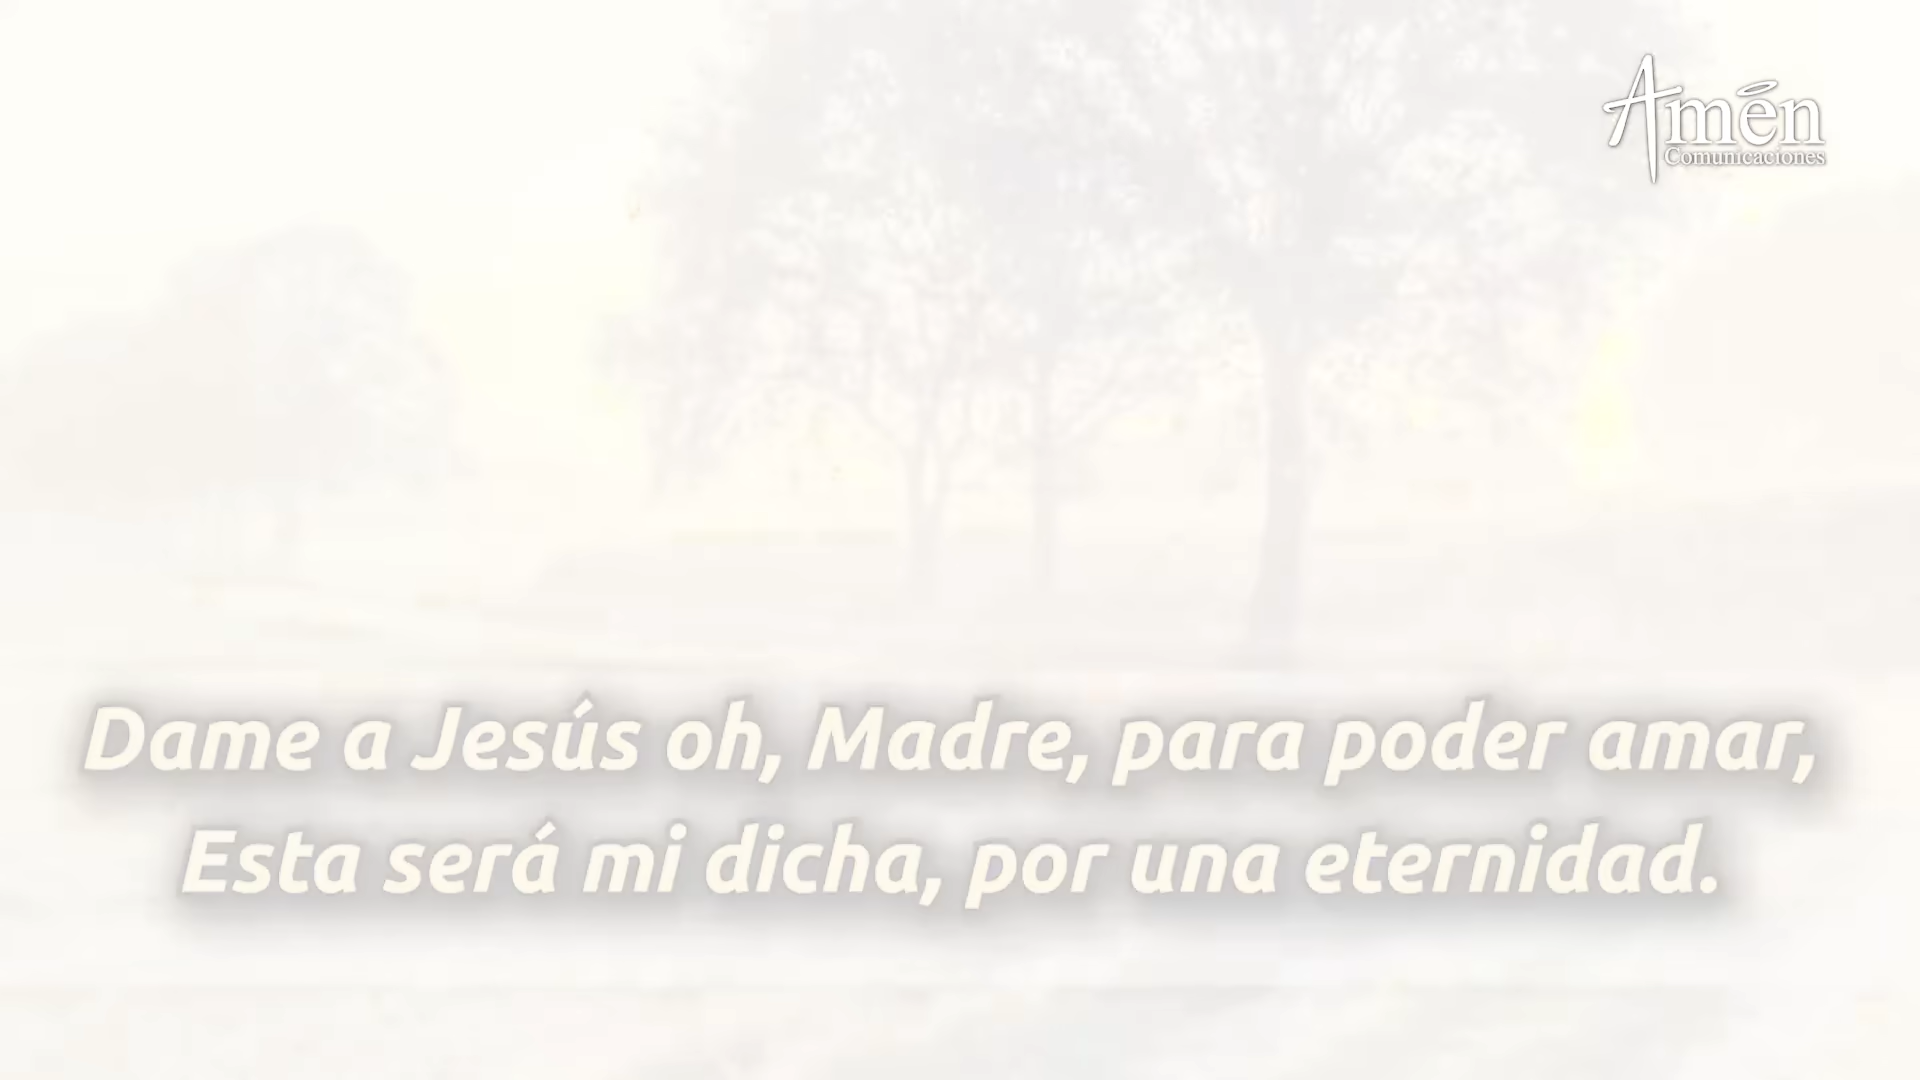 Amén
Comunicaciones
Dame a Jesús oh, Madre, para poder amar,
Esta será mi dicha, por una eternidad.